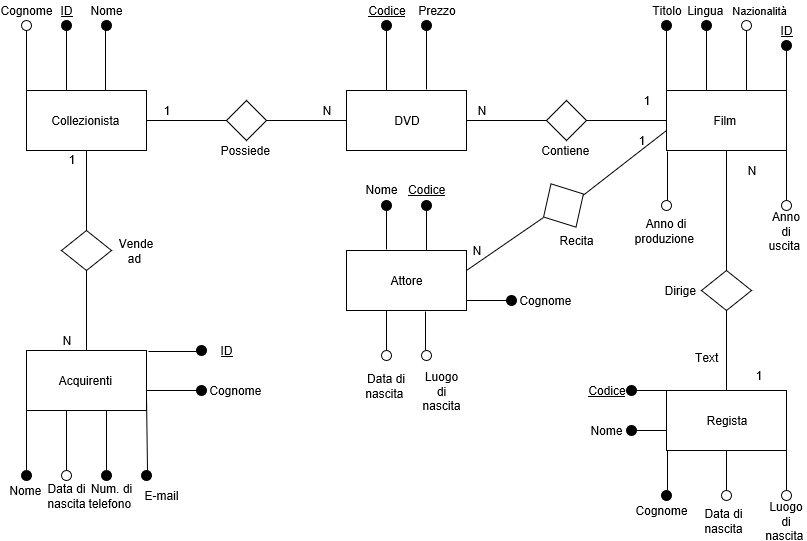 Cognome
ID
Nome
Codice
Prezzo
Titolo
Lingua
Nazionalità
ID
Collezionista
1
Possiede
N
DVD
N
Contiene
1
Film
1
1
N
Vende
ad
Nome
Codice
Recita
N
Anno di
produzione
Anno
di
uscita
Attore
Cognome
Dirige
N
Acquirenti
ID
Cognome
Data di
nascita
Luogo
di
nascita
Text
1
Codice
Nome
Regista
Nome
Data di
nascita
Num. di
telefono
E-mail
Cognome
Data di
nascita
Luogo
di
nascita